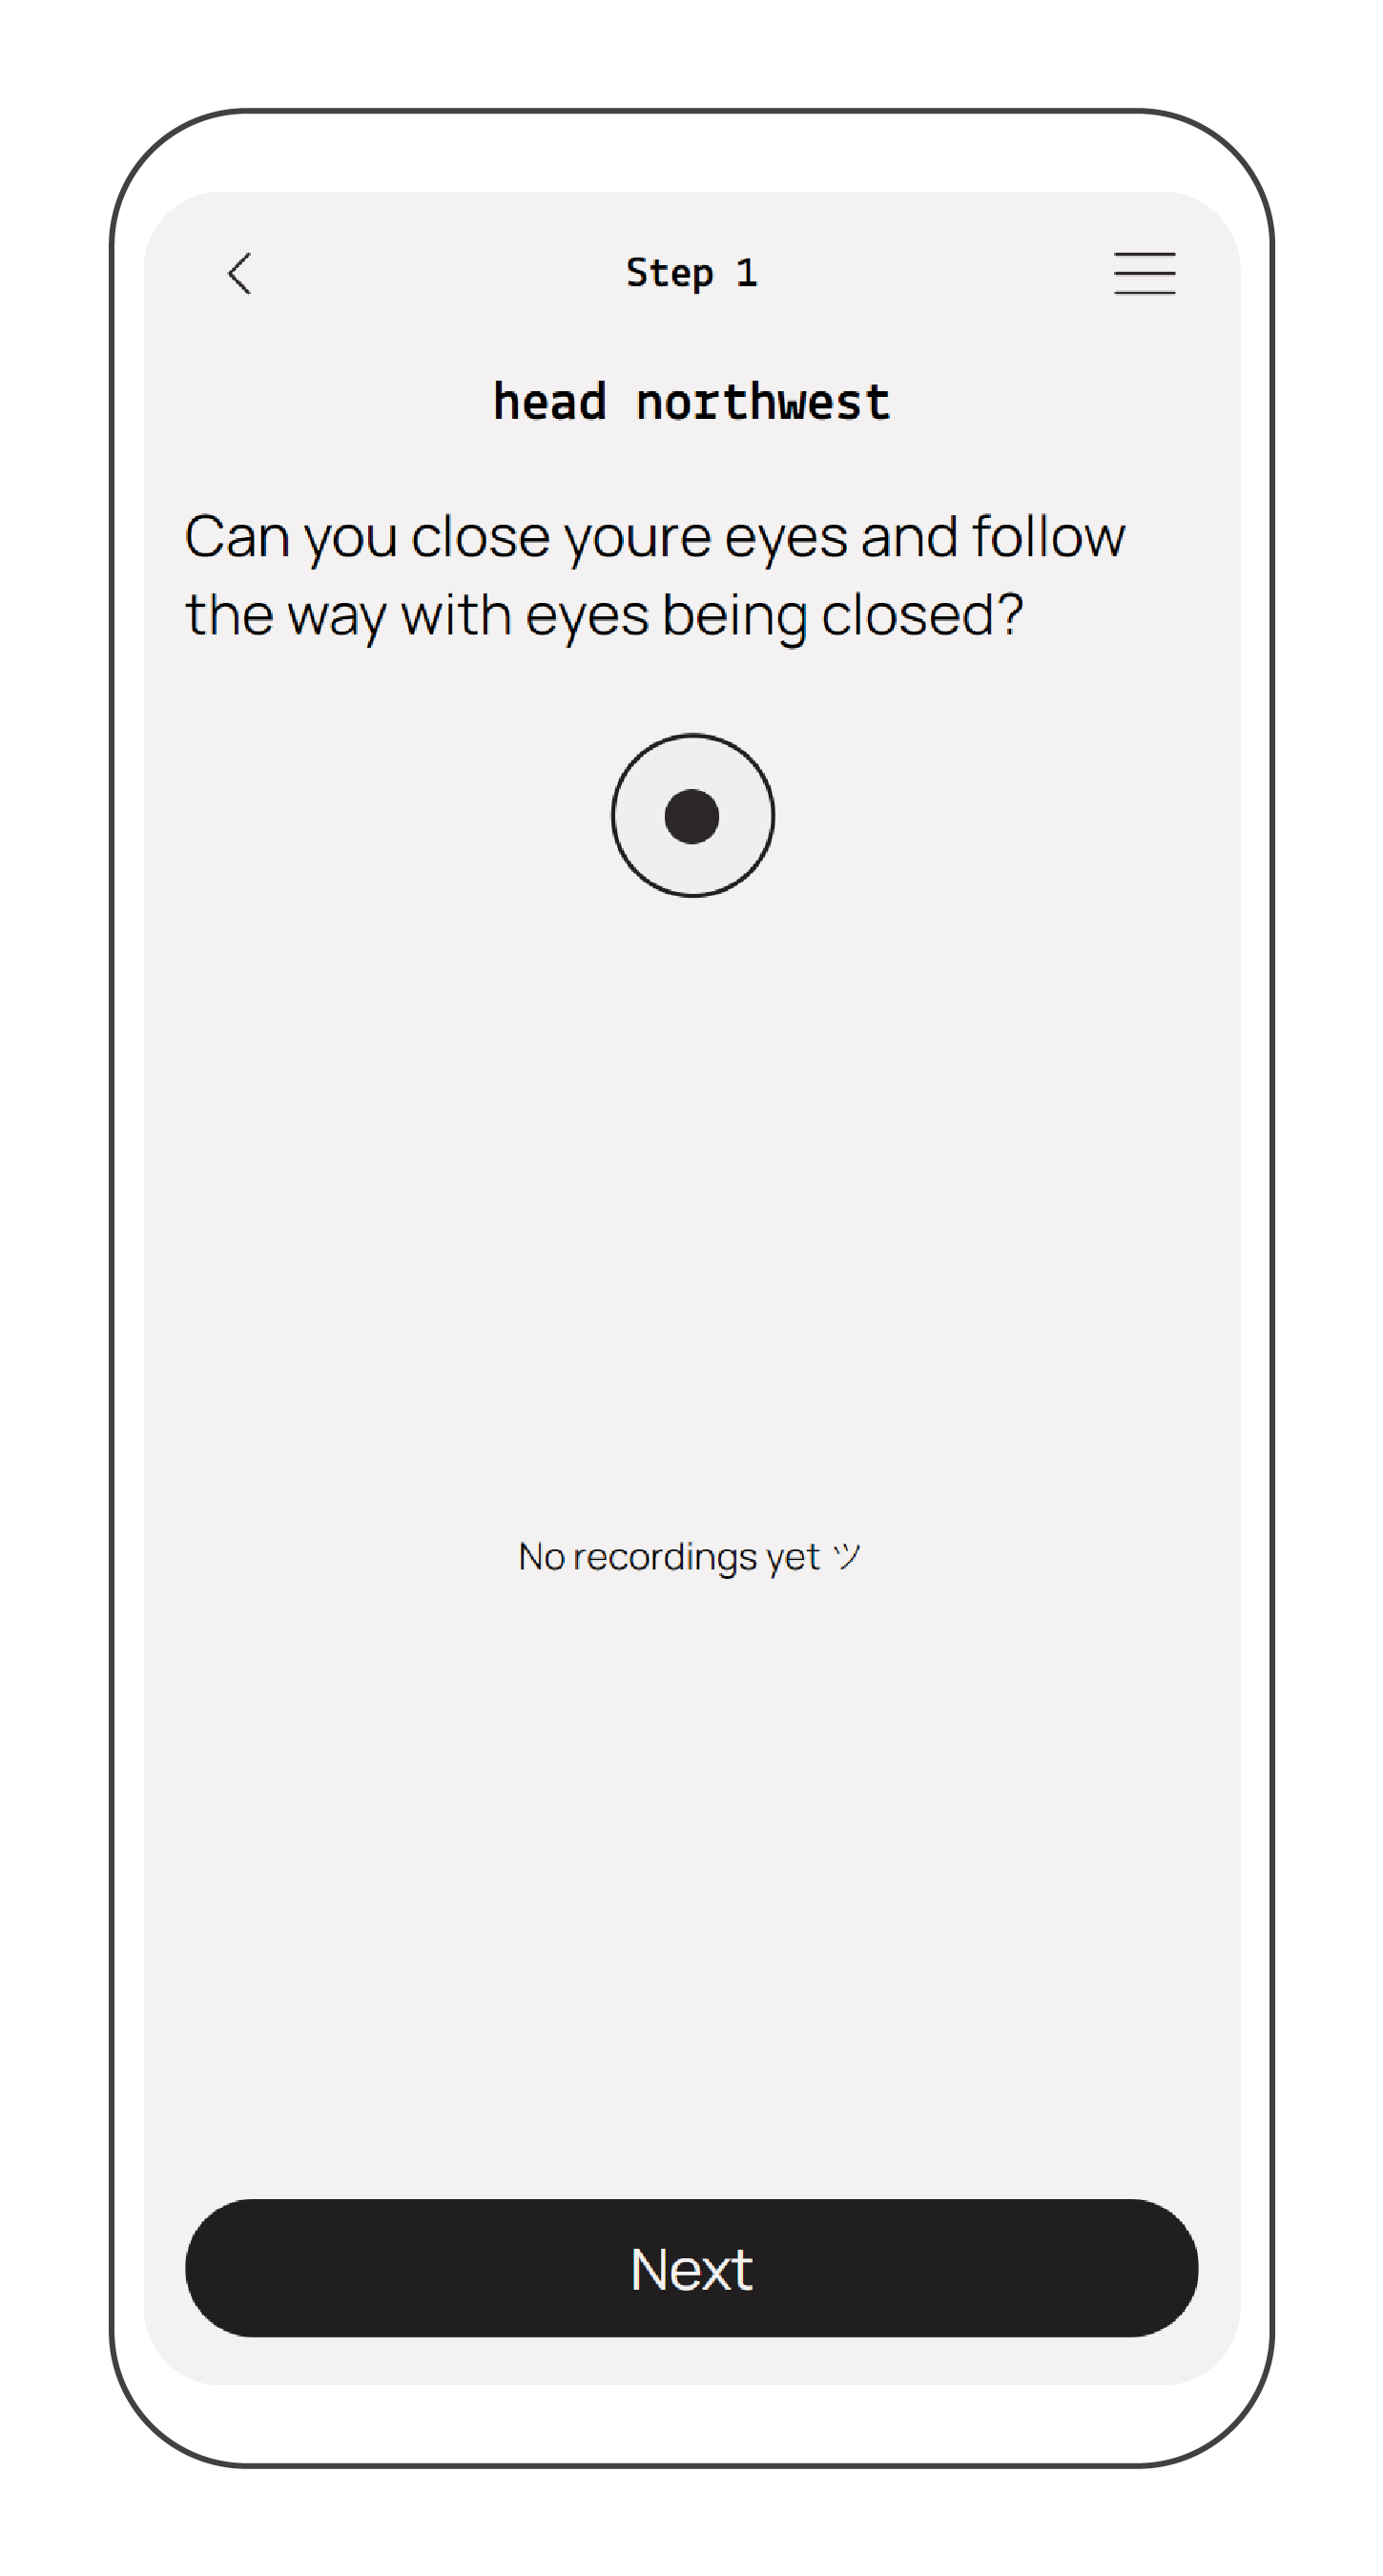 Step 1
head northwest
Can you close youre eyes and follow
the way with eyes being closed?
No recordings yet ツ
Next